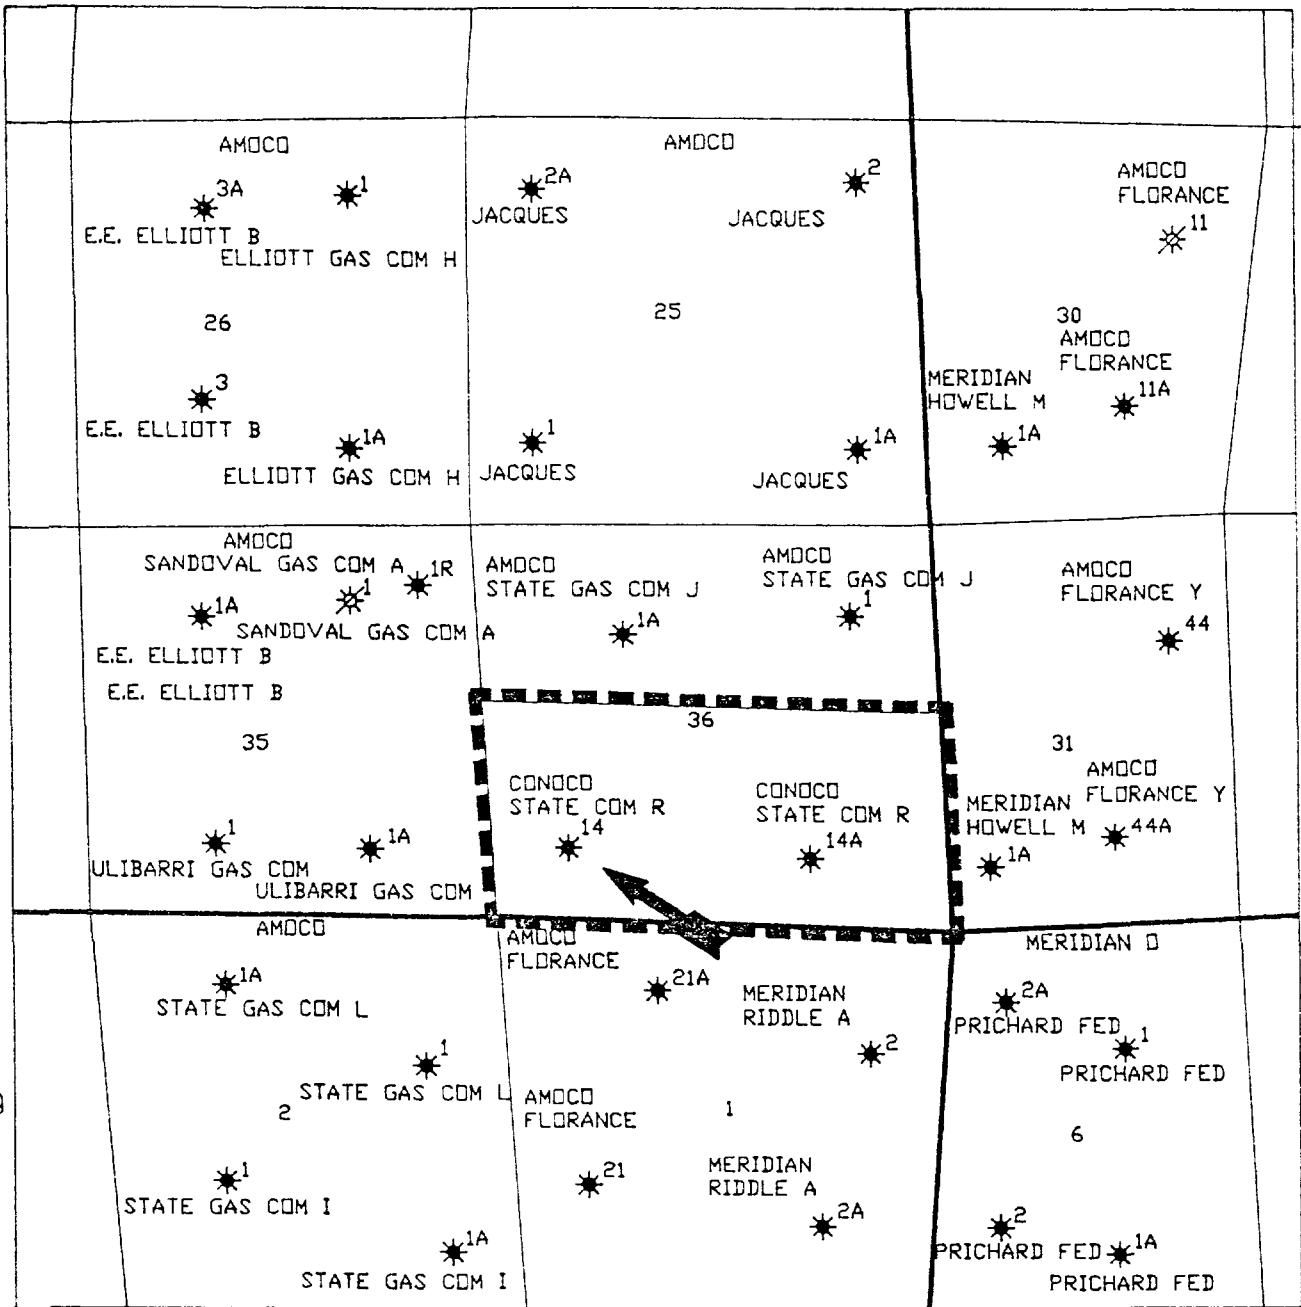 AMOCO
3A
1
E.E. ELLIOTT B
ELLIOTT GAS COM H
26
3
E.E. ELLIOTT B
1A
ELLIOTT GAS COM H
AMOCO
2A
JACQUES
2
JACQUES
25
1
JACQUES
1A
JACQUES
AMOCO
FLORANCE
11
30
AMOCO
FLORANCE
11A
MERIDIAN
HOWELL M
1A
AMOCO
SANDOVAL GAS COM A
1R
1
1A
SANDOVAL GAS COM A
E.E. ELLIOTT B
E.E. ELLIOTT B
35
1
ULIBARRI GAS COM
1A
ULIBARRI GAS COM
AMOCO
STATE GAS COM J
1A
AMOCO
STATE GAS COM J
1
36
CONOCO
STATE COM R
14
CONOCO
STATE COM R
14A
AMOCO
FLORANCE Y
44
31
AMOCO
FLORANCE Y
44A
MERIDIAN
HOWELL M
1A
AMOCO
1A
STATE GAS COM L
1
STATE GAS COM L
2
1
STATE GAS COM I
1A
STATE GAS COM I
AMOCO
FLORANCE
21A
MERIDIAN
RIDDLE A
2
AMOCO
FLORANCE
1
21
MERIDIAN
RIDDLE A
2A
MERIDIAN O
2A
PRICHARD FED
1
PRICHARD FED
6
2
PRICHARD FED
1A
PRICHARD FED